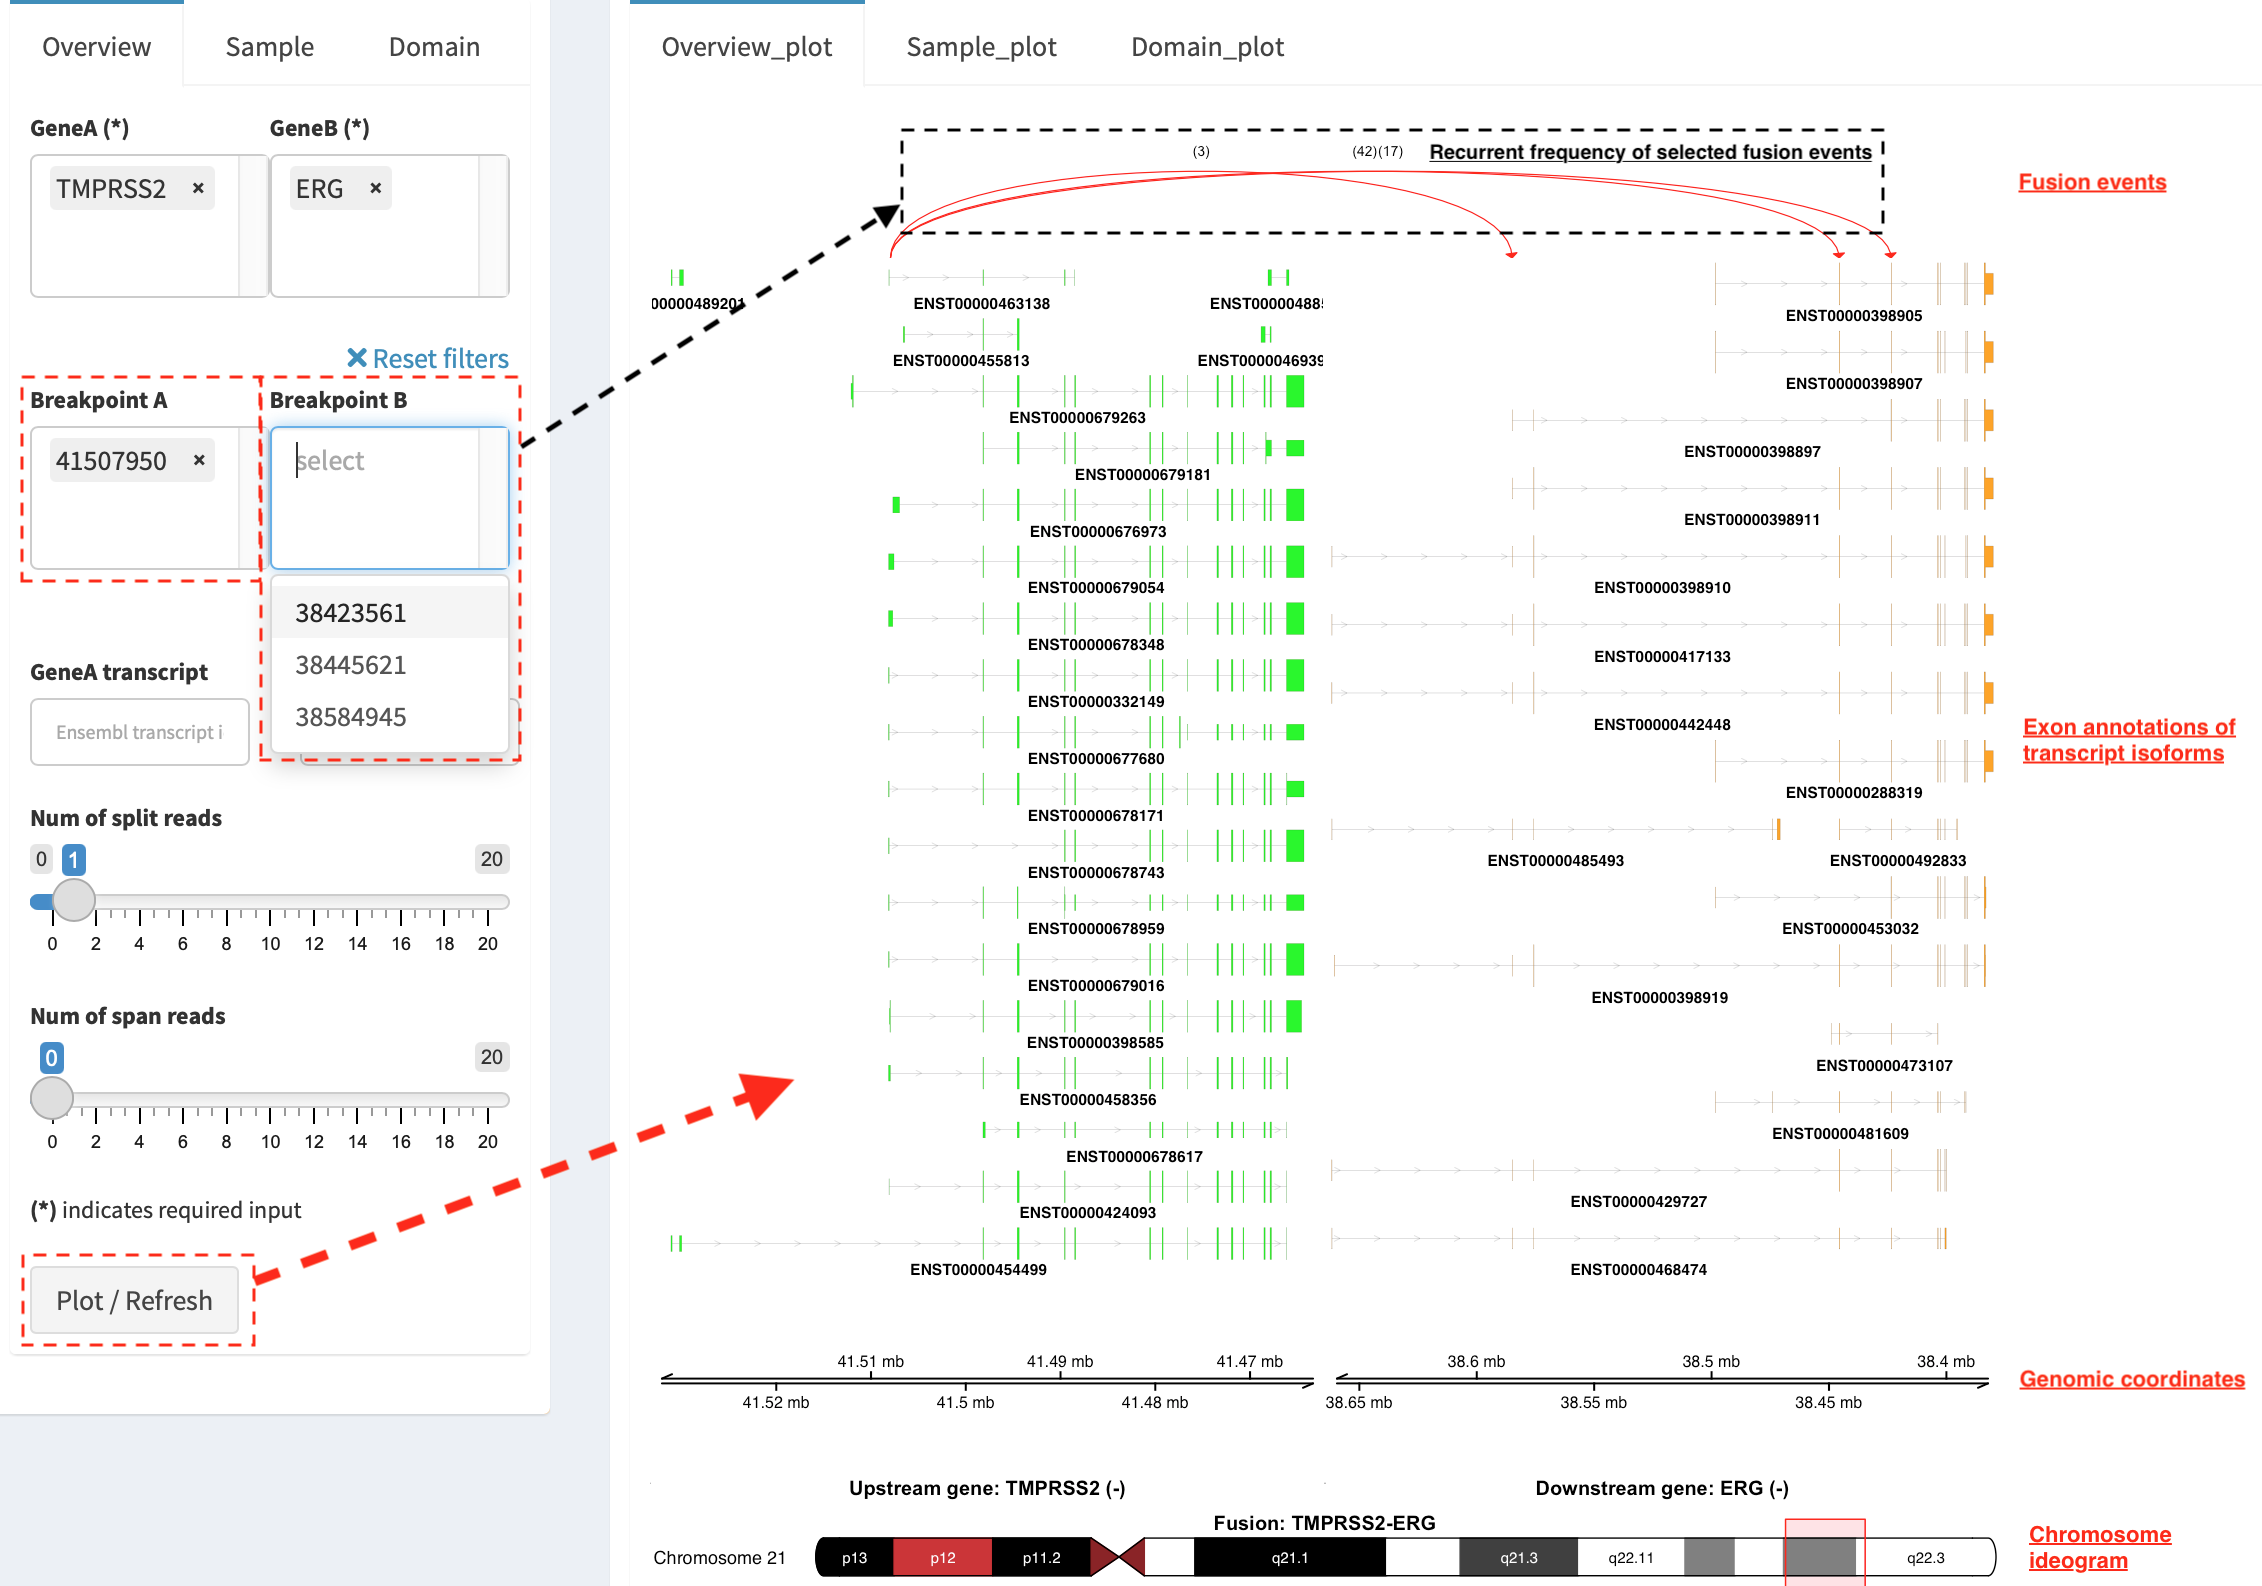 Overview Sample Domain
GeneA (*) GeneB (*)
TMPRSS2 × ERG ×
Reset filters
Breakpoint A Breakpoint B
41507950 × select
38423561
38445621
38584945
GeneA transcript
Ensembl transcript i
Num of split reads
0 1 20
0 2 4 6 8 10 12 14 16 18 20
Num of span reads
0 20
0 2 4 6 8 10 12 14 16 18 20
(*) indicates required input
Plot / Refresh
Overview_plot Sample_plot Domain_plot
(3) (42)(17) Recurrent frequency of selected fusion events
Fusion events
00000489201 ENST00000463138 ENST00000488
ENST00000455813 ENST0000046939
ENST00000679263
ENST00000679181
ENST00000676973
ENST00000679054
ENST00000678348
ENST00000332149
ENST00000677680
ENST00000678171
ENST00000678743
ENST00000678959
ENST00000679016
ENST00000398585
ENST00000458356
ENST00000678617
ENST00000424093
ENST00000454499
ENST00000398905
ENST00000398907
ENST00000398897
ENST00000398911
ENST00000398910
ENST00000417133
ENST00000442448
ENST00000288319
ENST00000485493 ENST00000492833
ENST00000453032
ENST00000398919
ENST00000473107
ENST00000481609
ENST00000429727
ENST00000468474
Exon annotations of
transcript isoforms
41.51 mb 41.49 mb 41.47 mb 38.6 mb 38.5 mb 38.4 mb
41.52 mb 41.5 mb 41.48 mb 38.65 mb 38.55 mb 38.45 mb
Genomic coordinates
Upstream gene: TMPRSS2 (-) Downstream gene: ERG (-)
Fusion: TMPRSS2-ERG
Chromosome 21 p13 p12 p11.2 q21.1 q21.3 q22.11 q22.3
Chromosome
ideogram